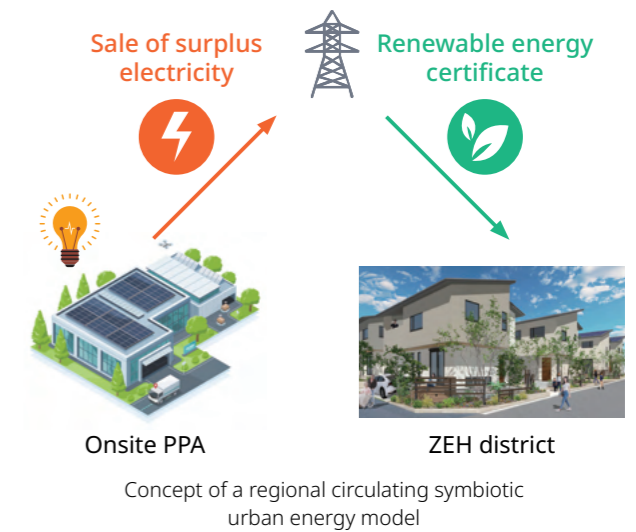 Sale of surplus
electricity
Renewable energy
certificate
Onsite PPA
ZEH district
Concept of a regional circulating symbiotic
urban energy model